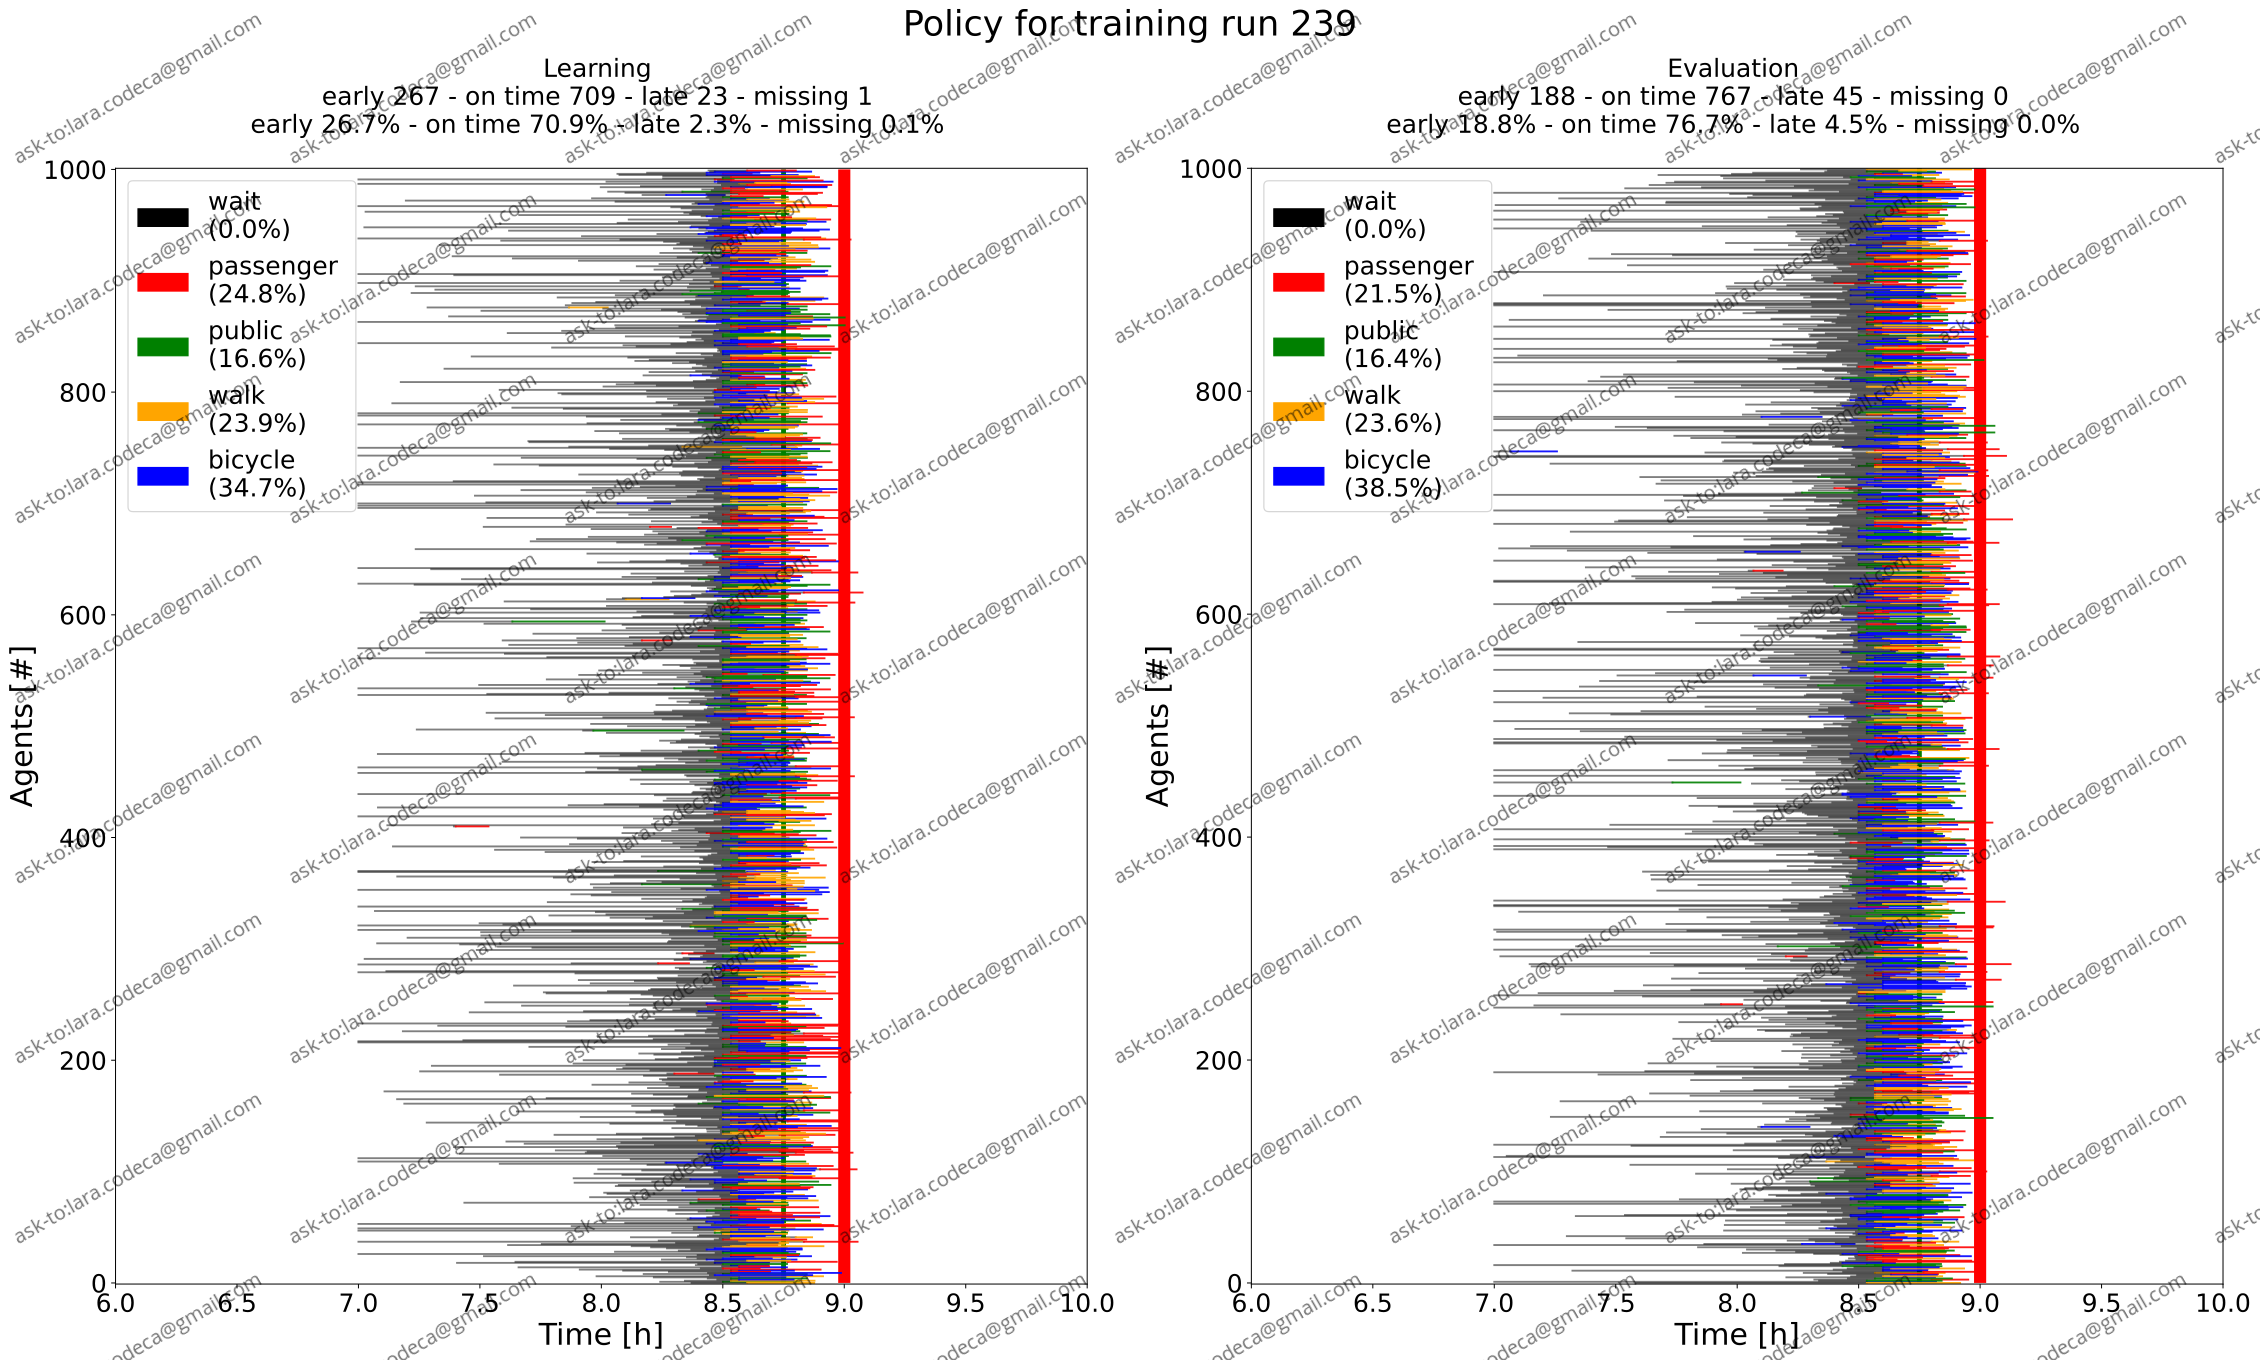 Policy for training run 239
Learning
early 267 - on time 709 - late 23 - missing 1
early 26.7% - on time 70.9% - late 2.3% - missing 0.1%
Evaluation
early 188 - on time 767 - late 45 - missing 0
early 18.8% - on time 76.7% - late 4.5% - missing 0.0%
wait
(0.0%)
passenger
(24.8%)
public
(16.6%)
walk
(23.9%)
bicycle
(34.7%)
1000
800
600
400
200
0
Agents [#]
6.0 6.5 7.0 7.5 8.0 8.5 9.0 9.5 10.0
Time [h]
wait
(0.0%)
passenger
(21.5%)
public
(16.4%)
walk
(23.6%)
bicycle
(38.5%)
1000
800
600
400
200
0
Agents [#]
6.0 6.5 7.0 7.5 8.0 8.5 9.0 9.5 10.0
Time [h]
ask-to:lara.codeca@gmail.com